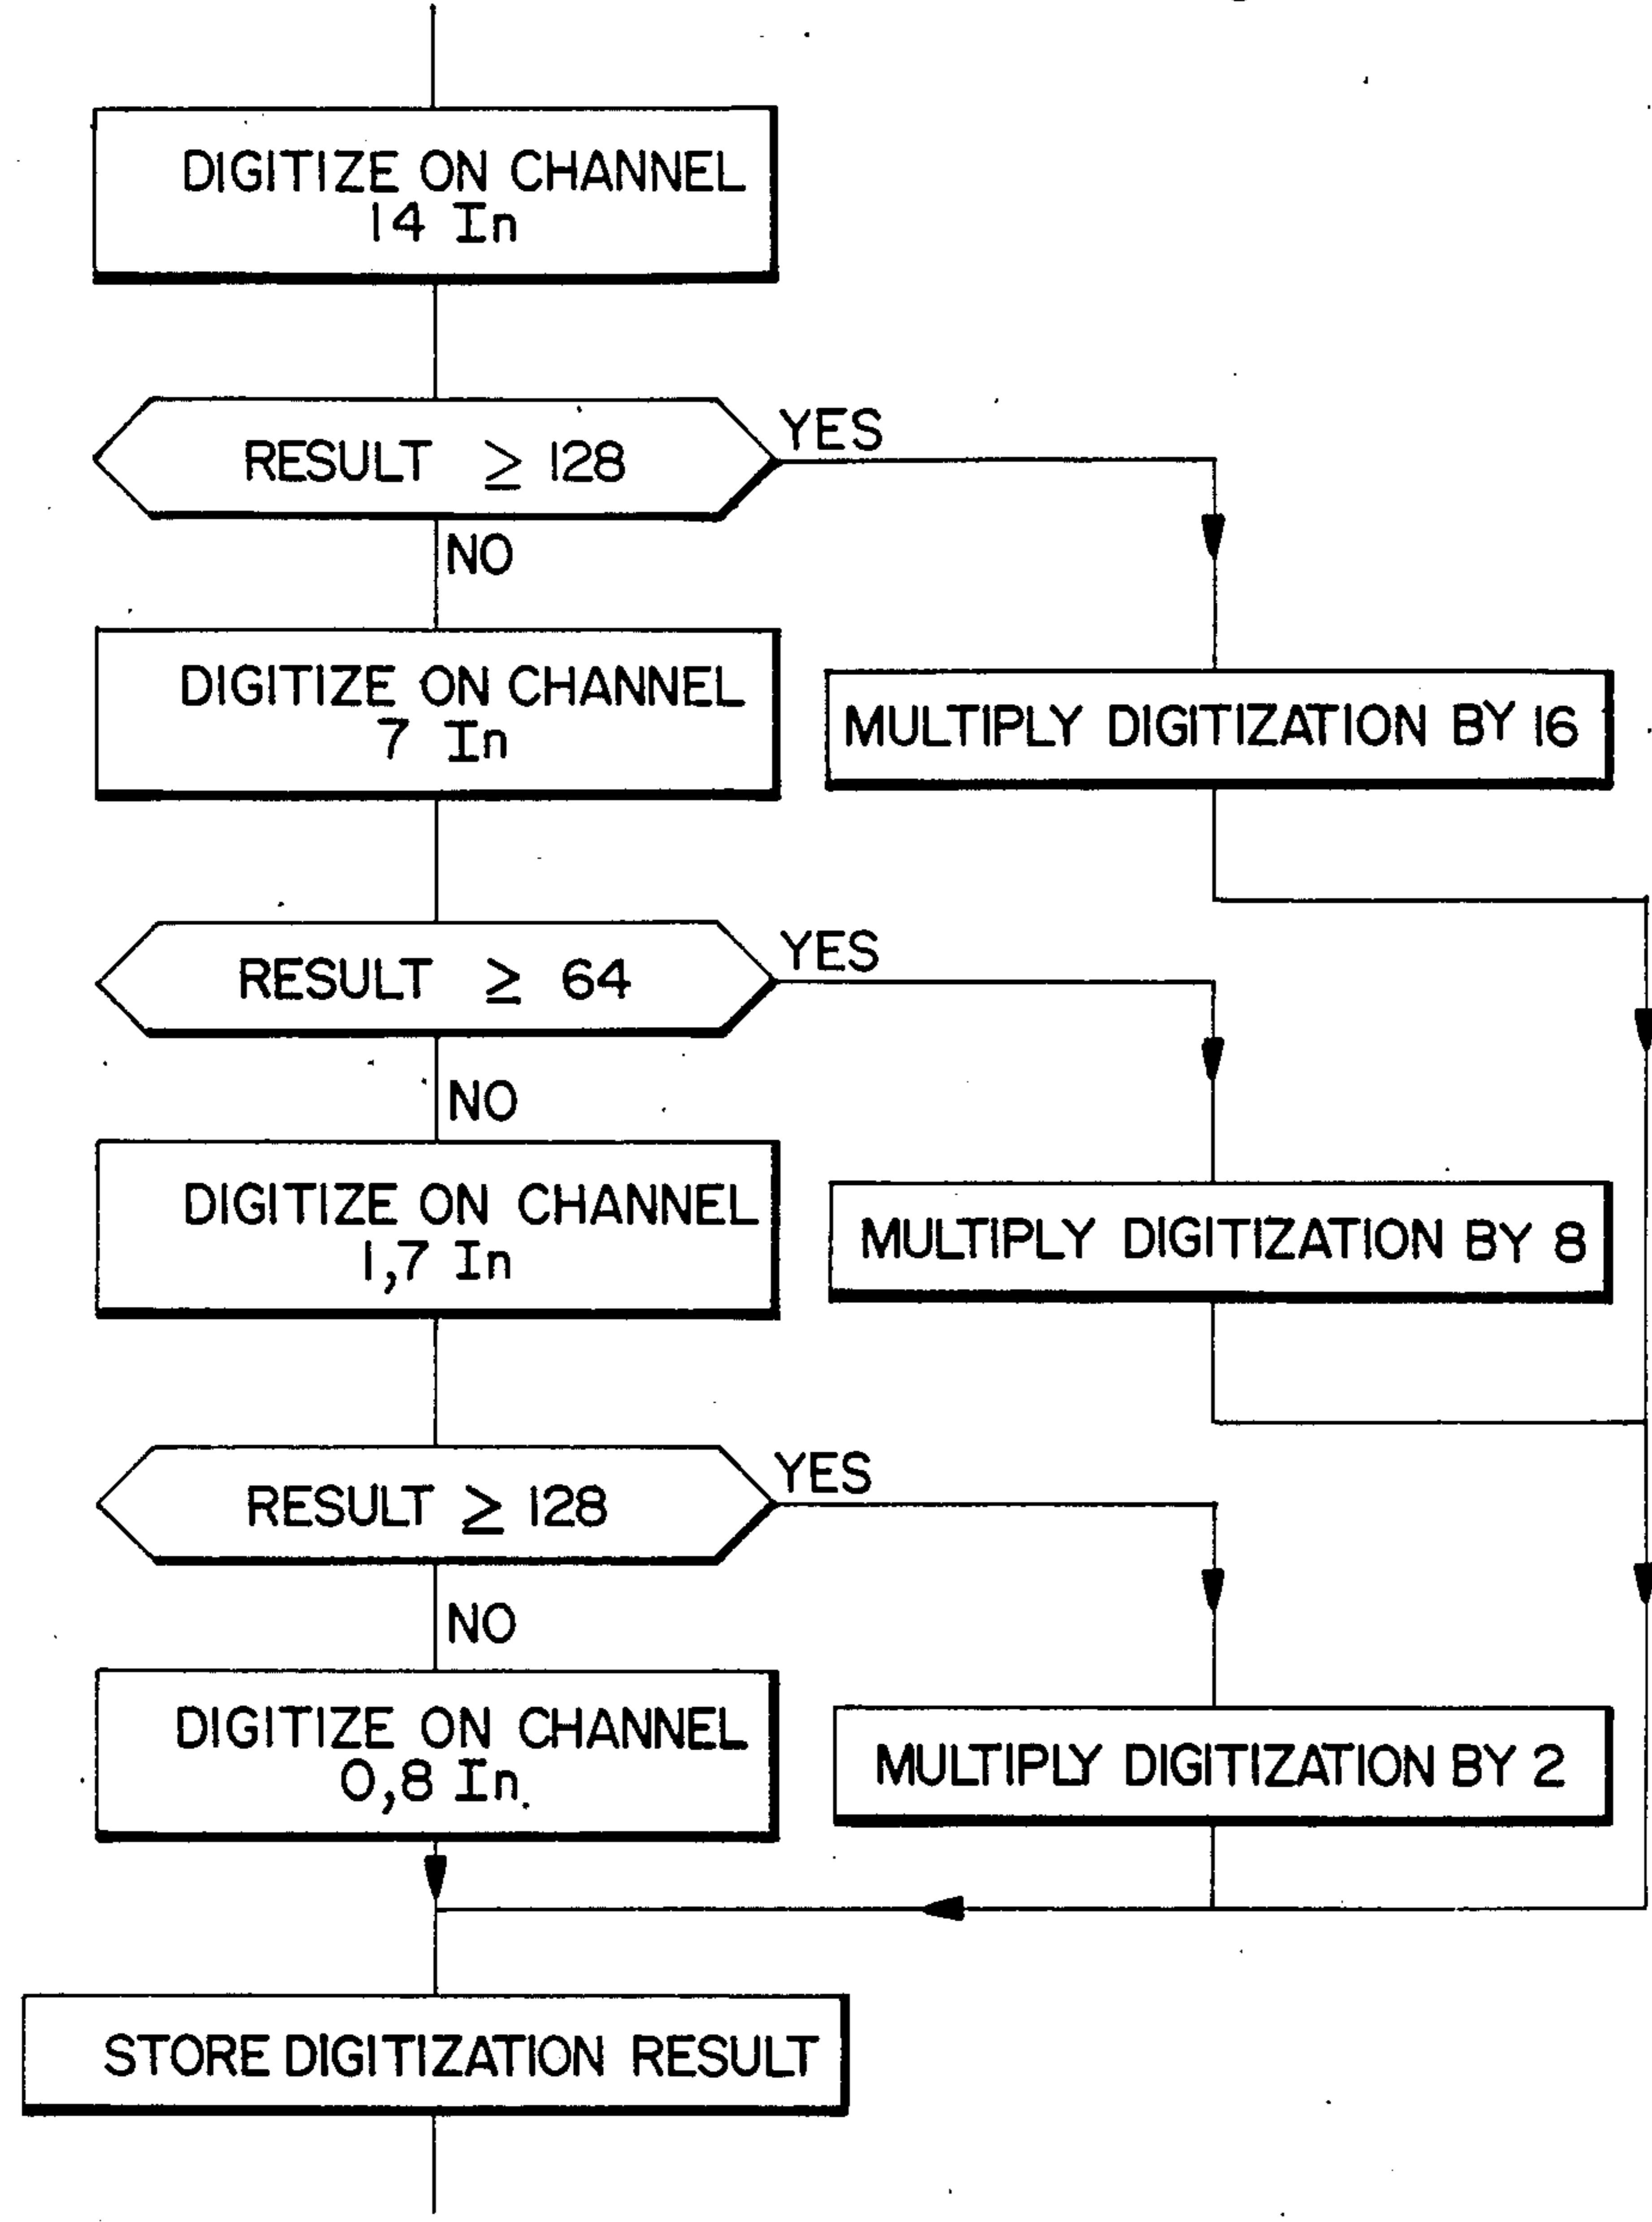 DIGITIZE ON CHANNEL
14 In
RESULT ≥ 128
YES
NO
DIGITIZE ON CHANNEL
7 In
MULTIPLY DIGITIZATION BY 16
RESULT ≥ 64
YES
NO
DIGITIZE ON CHANNEL
1,7 In
MULTIPLY DIGITIZATION BY 8
RESULT ≥ 128
YES
NO
DIGITIZE ON CHANNEL
0,8 In.
MULTIPLY DIGITIZATION BY 2
STORE DIGITIZATION RESULT